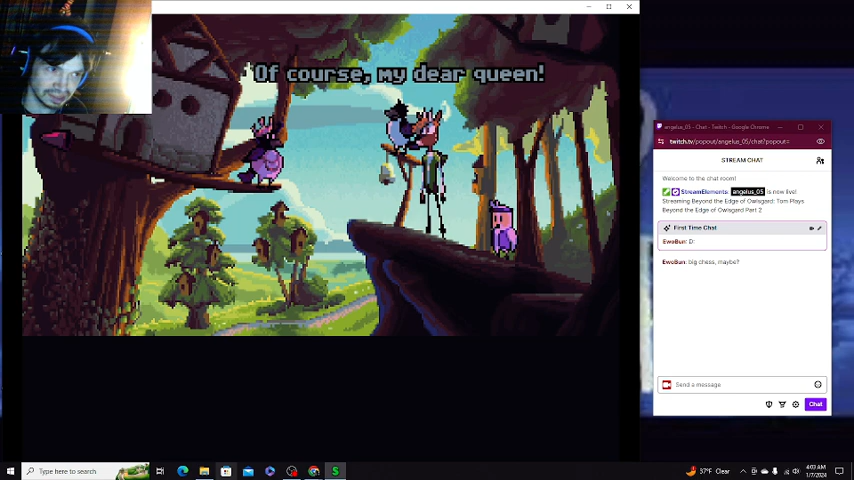 Of course, my dear queen!
angelus_05 - Chat - Twitch - Google Chrome
twitch.tv/popout/angelus_05/chat?popout=
STREAM CHAT
Welcome to the chat room!
StreamElements: angelus_05 is now live!
Streaming Beyond the Edge of Owlsgard: Tom Plays
Beyond the Edge of Owlsgard Part 2
First Time Chat
EwoBun: D:
EwoBun: big chess, maybe?
Send a message
Chat
Type here to search
37°F Clear
4:03 AM
1/7/2024